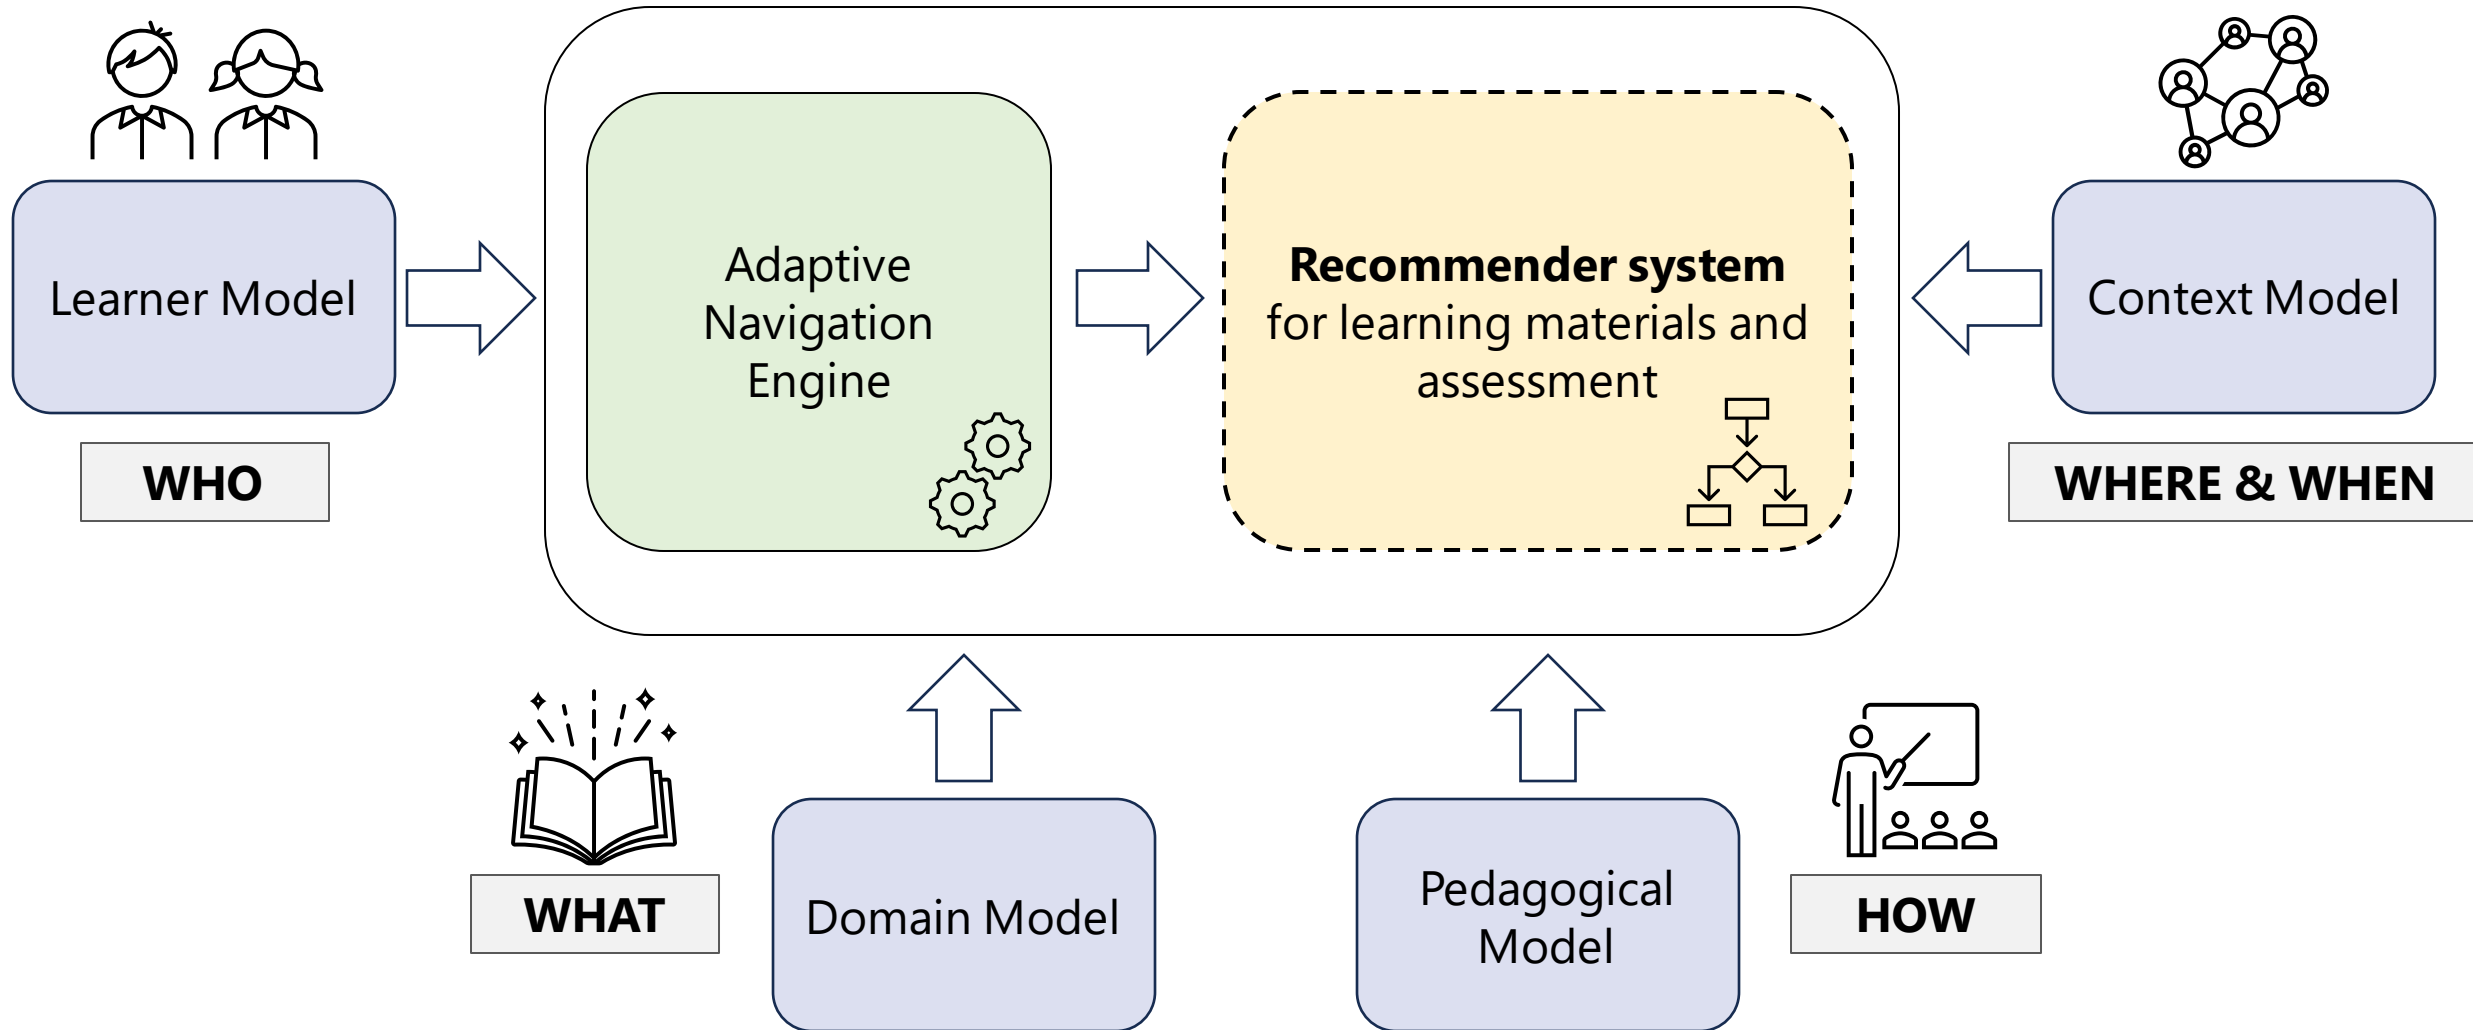 Learner Model
WHO
Adaptive
Navigation
Engine
Recommender system
for learning materials and
assessment
Context Model
WHERE & WHEN
WHAT
Domain Model
Pedagogical
Model
HOW